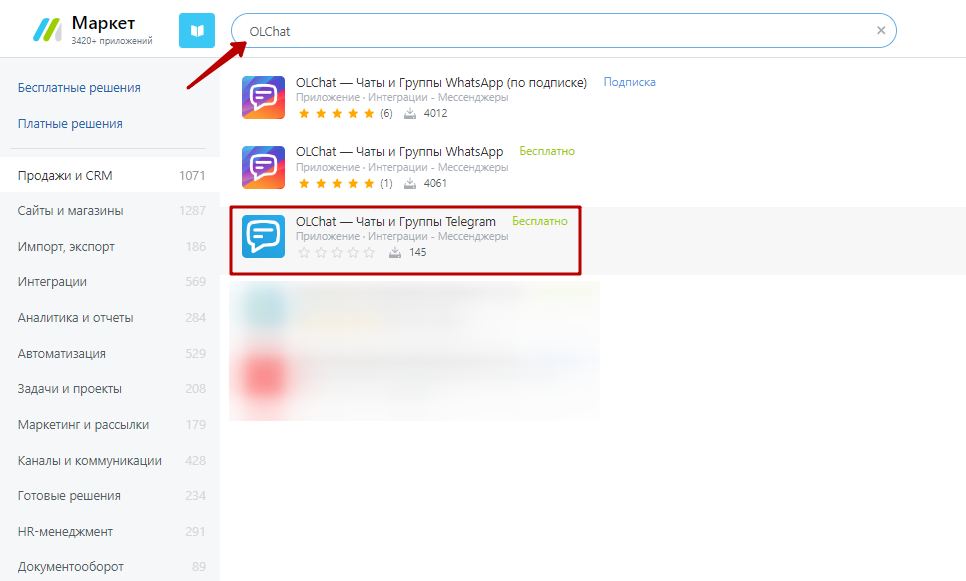 Маркет
3420+ приложений
OLChat
Бесплатные решения
Платные решения
Продажи и CRM 1071
Сайты и магазины 1287
Импорт, экспорт 186
Интеграции 569
Аналитика и отчеты 284
Автоматизация 529
Задачи и проекты 208
Маркетинг и рассылки 179
Каналы и коммуникации 428
Готовые решения 234
HR-менеджмент 291
Документооборот 89
OLChat — Чаты и Группы WhatsApp (по подписке) Подписка
Приложение - Интеграции - Мессенджеры
(6) 4012
OLChat — Чаты и Группы WhatsApp Бесплатно
Приложение - Интеграции - Мессенджеры
(1) 4061
OLChat — Чаты и Группы Telegram Бесплатно
Приложение - Интеграции - Мессенджеры
145